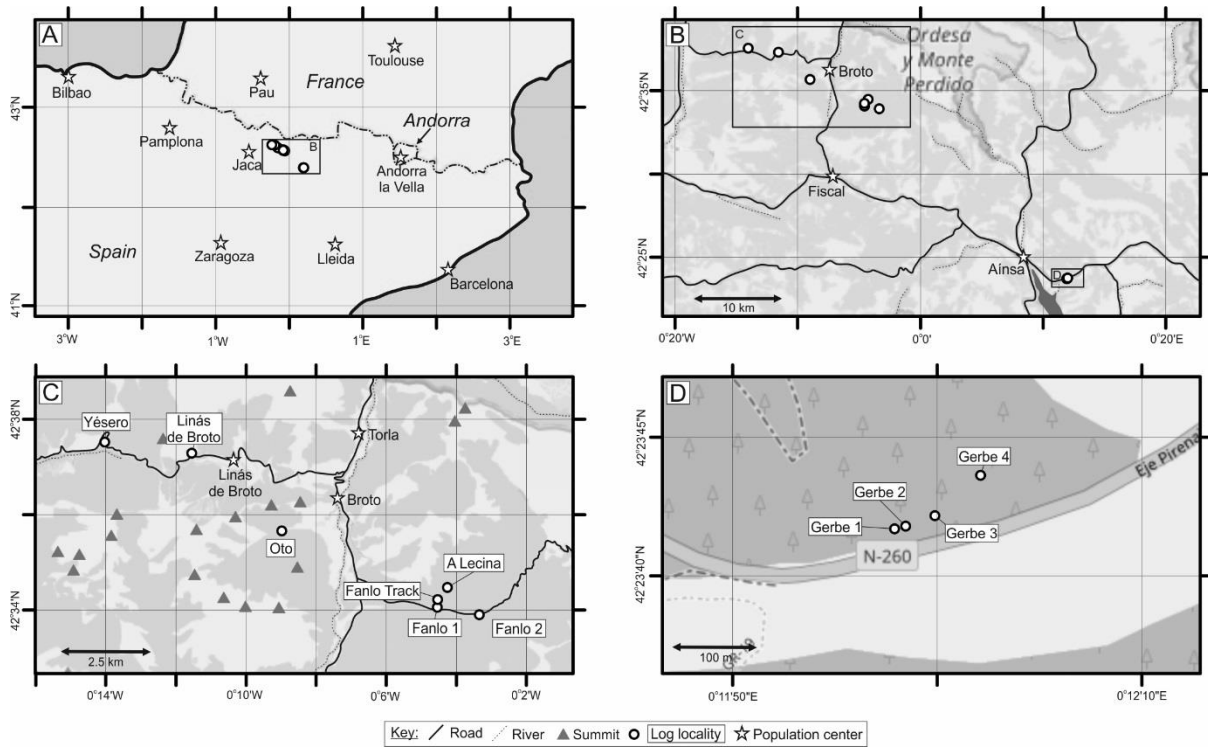 A
Toulouse
France
Bilbao
Pau
43°N
Pamplona
Andorra
B
Jaca
Andorra
la Vella
Spain
Zaragoza
Lleida
Barcelona
41°N
3°W
1°W
1°E
3°E
B
C
Ordesa
y Monte
Perdido
Broto
42°35'N
Fiscal
42°25'N
Aínsa
D
10 km
0°20'W
0°0'
0°20'E
C
42°38'N
Yésero
Linás
de Broto
Torla
Linás
de Broto
Broto
Oto
A Lecina
Fanlo Track
42°34'N
Fanlo 1
Fanlo 2
2.5 km
0°14'W
0°10'W
0°6'W
0°2'W
D
42°23'45"N
Gerbe 4
Eje Pirena
Gerbe 2
Gerbe 1
Gerbe 3
N-260
42°23'40"N
100 m
0°11'50"E
0°12'10"E
Key: Road River Summit Log locality Population center